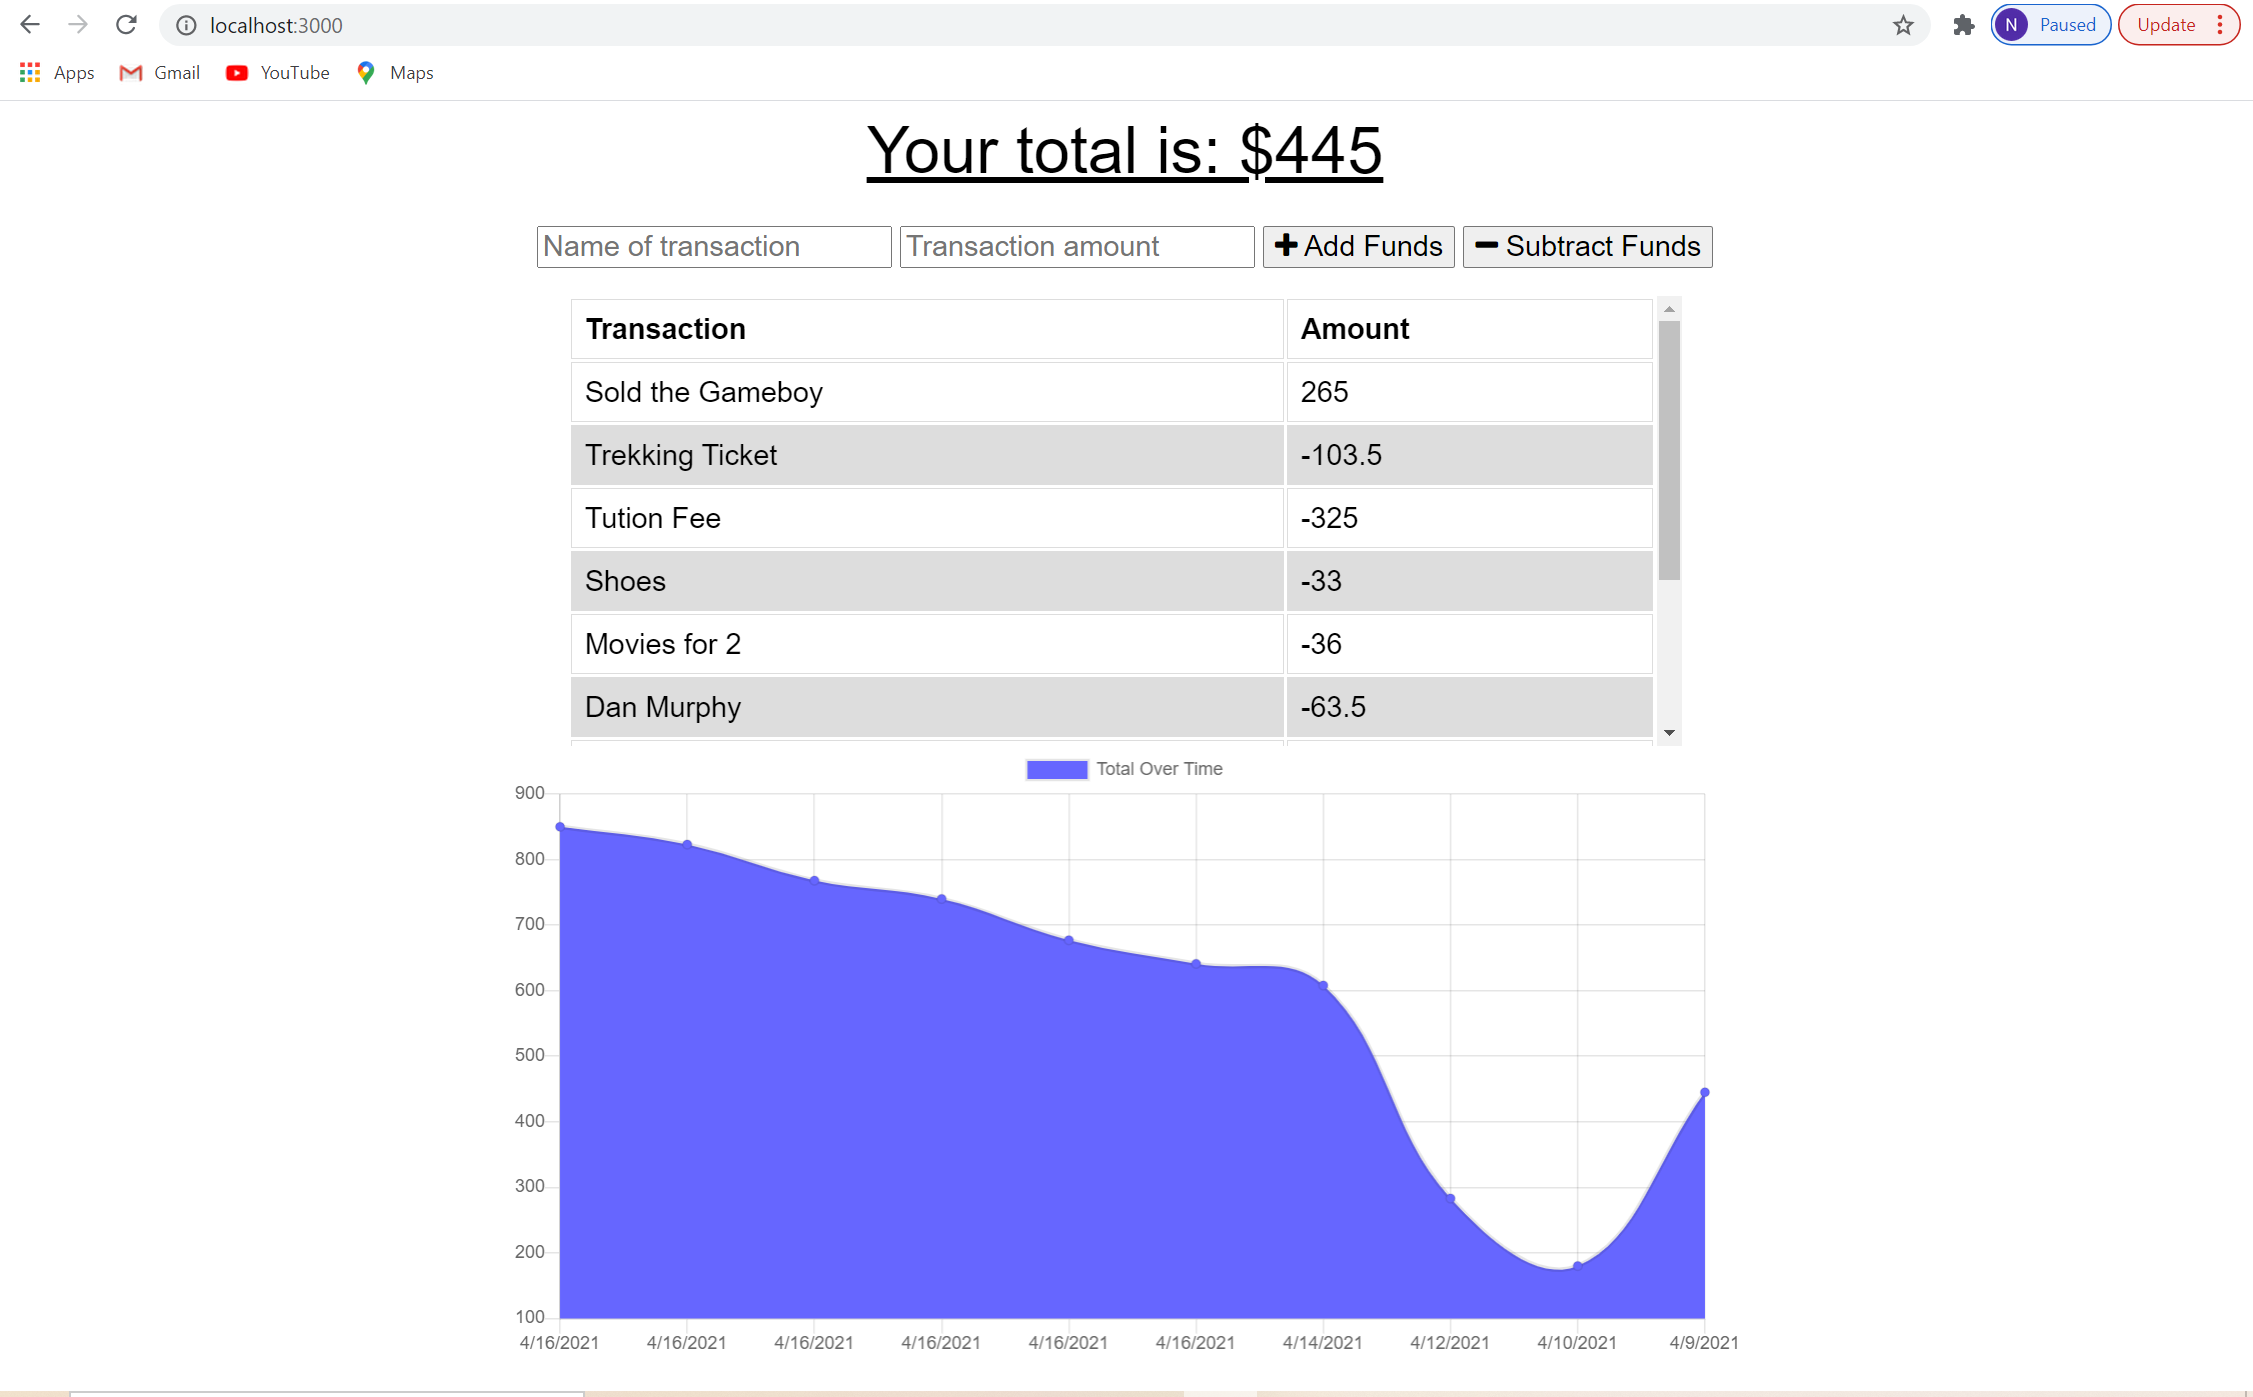 localhost:3000
N Paused Update
Apps Gmail YouTube Maps
Your total is: $445
Name of transaction Transaction amount Add Funds Subtract Funds
Transaction Amount
Sold the Gameboy 265
Trekking Ticket -103.5
Tution Fee -325
Shoes -33
Movies for 2 -36
Dan Murphy -63.5
Total Over Time
900
800
700
600
500
400
300
200
100
4/16/2021 4/16/2021 4/16/2021 4/16/2021 4/16/2021 4/16/2021 4/14/2021 4/12/2021 4/10/2021 4/9/2021